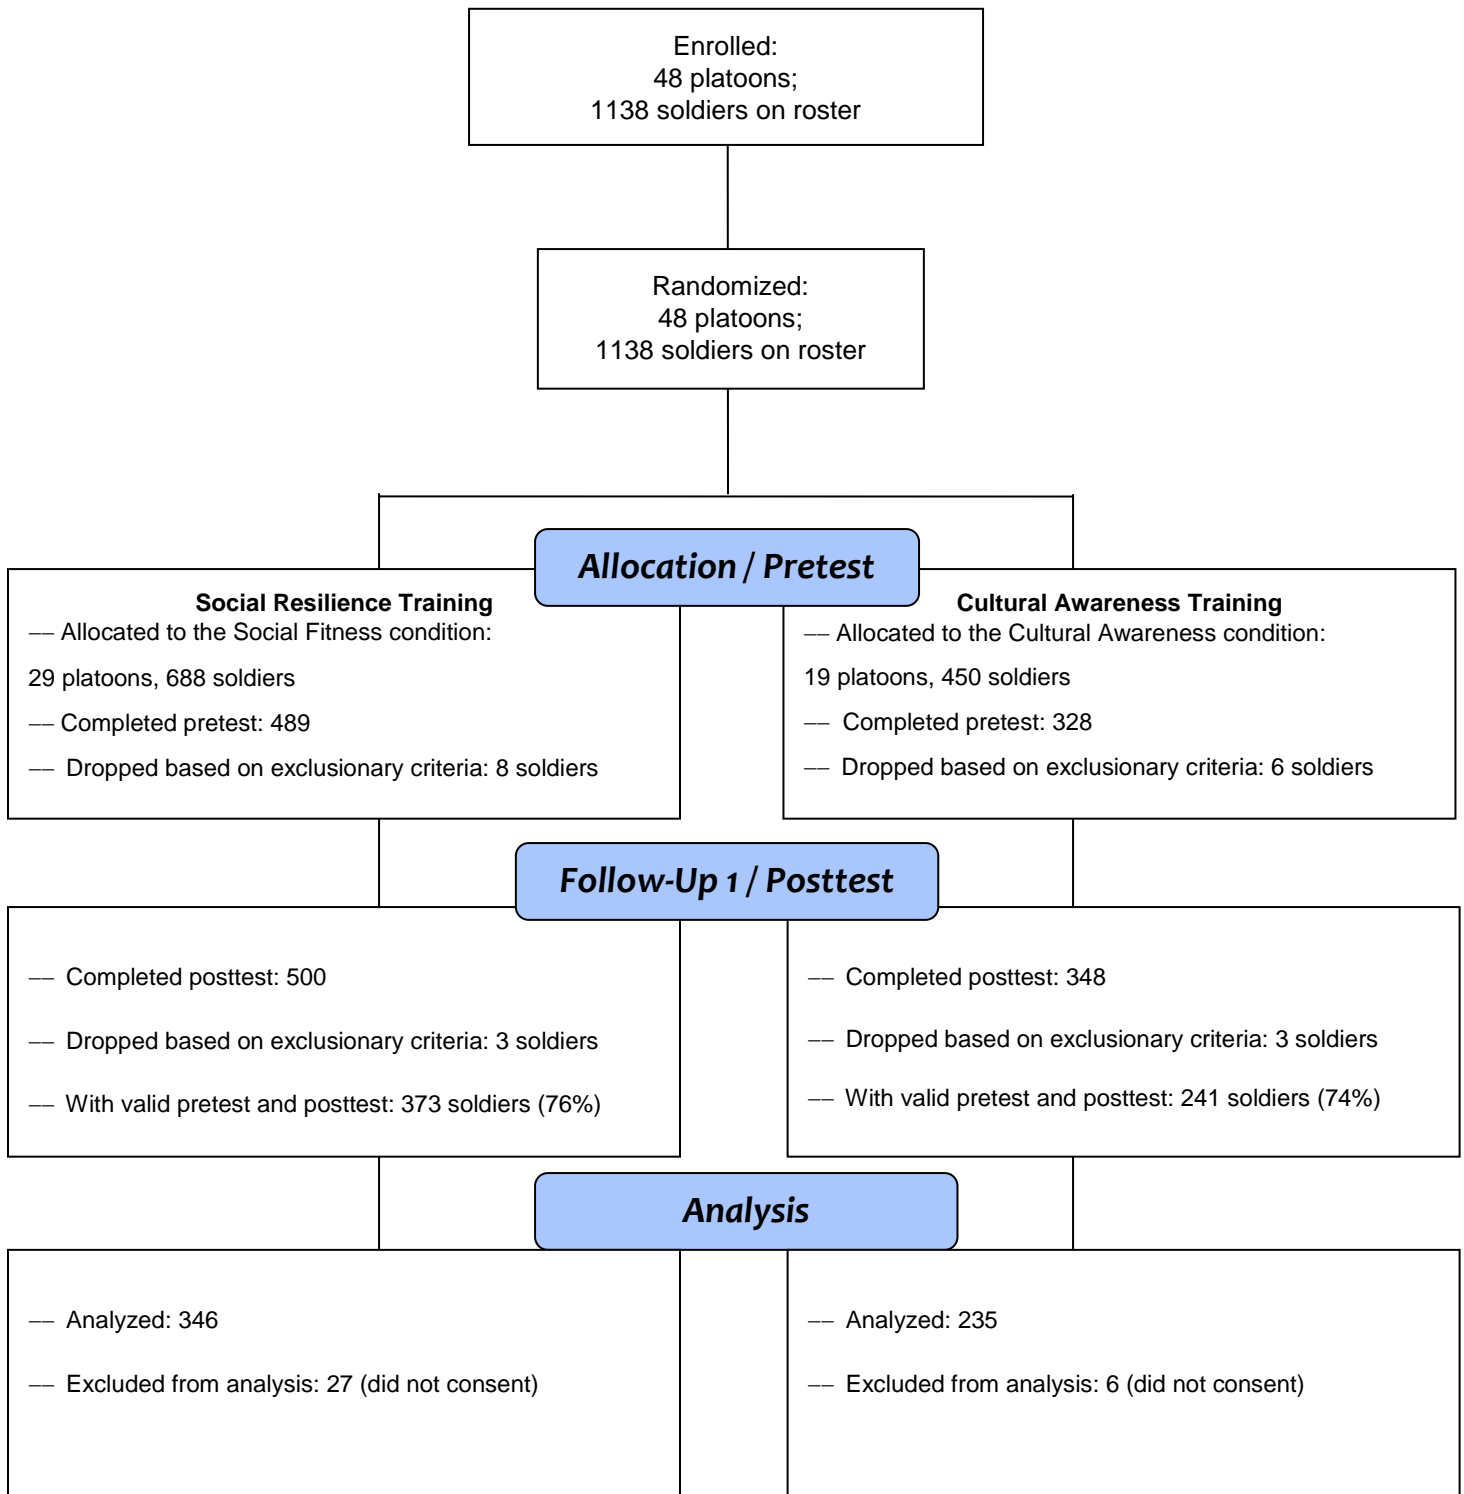 Enrolled:
48 platoons;
1138 soldiers on roster
Randomized:
48 platoons;
1138 soldiers on roster
Allocation / Pretest
Social Resilience Training
— Allocated to the Social Fitness condition:
29 platoons, 688 soldiers
— Completed pretest: 489
— Dropped based on exclusionary criteria: 8 soldiers
Cultural Awareness Training
— Allocated to the Cultural Awareness condition:
19 platoons, 450 soldiers
— Completed pretest: 328
— Dropped based on exclusionary criteria: 6 soldiers
Follow-Up 1 / Posttest
— Completed posttest: 500
— Dropped based on exclusionary criteria: 3 soldiers
— With valid pretest and posttest: 373 soldiers (76%)
— Completed posttest: 348
— Dropped based on exclusionary criteria: 3 soldiers
— With valid pretest and posttest: 241 soldiers (74%)
Analysis
— Analyzed: 346
— Excluded from analysis: 27 (did not consent)
— Analyzed: 235
— Excluded from analysis: 6 (did not consent)